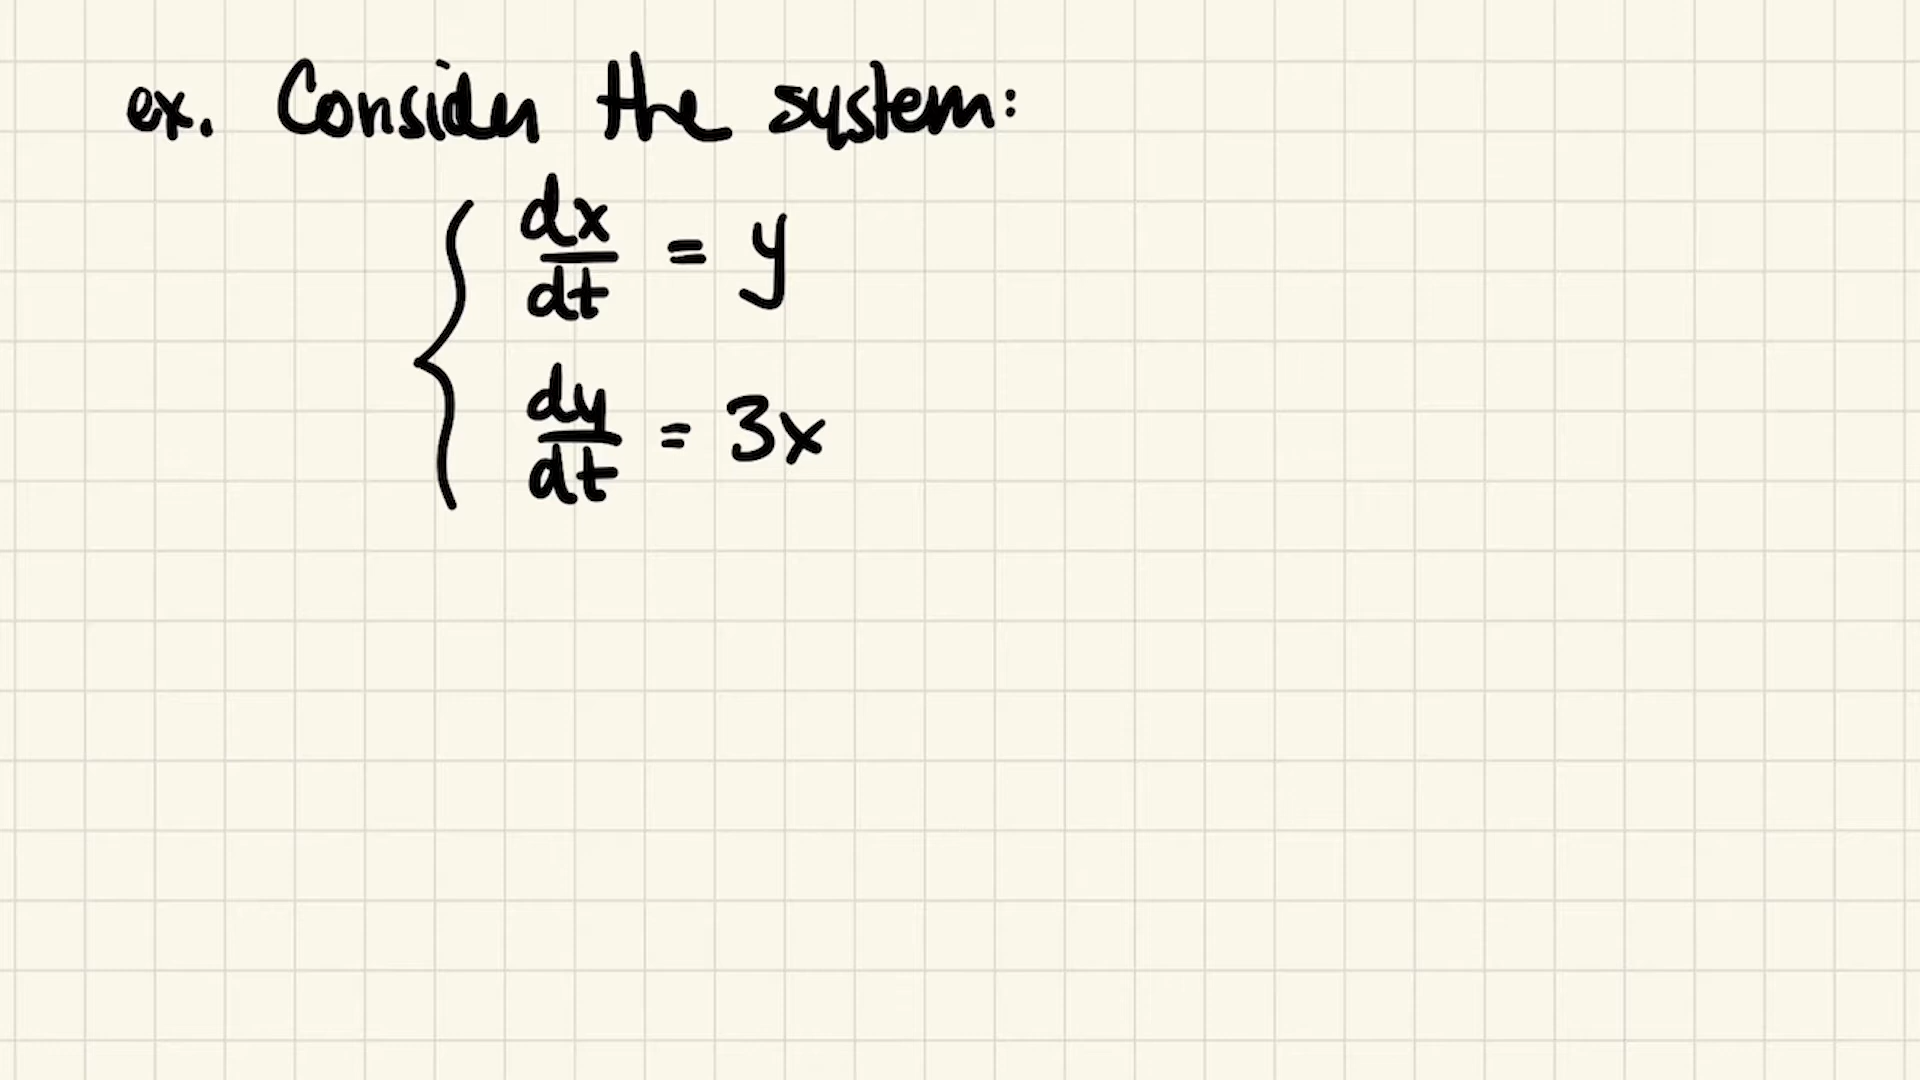 ex. Consider the system:
dx/dt = y
dy/dt = 3x